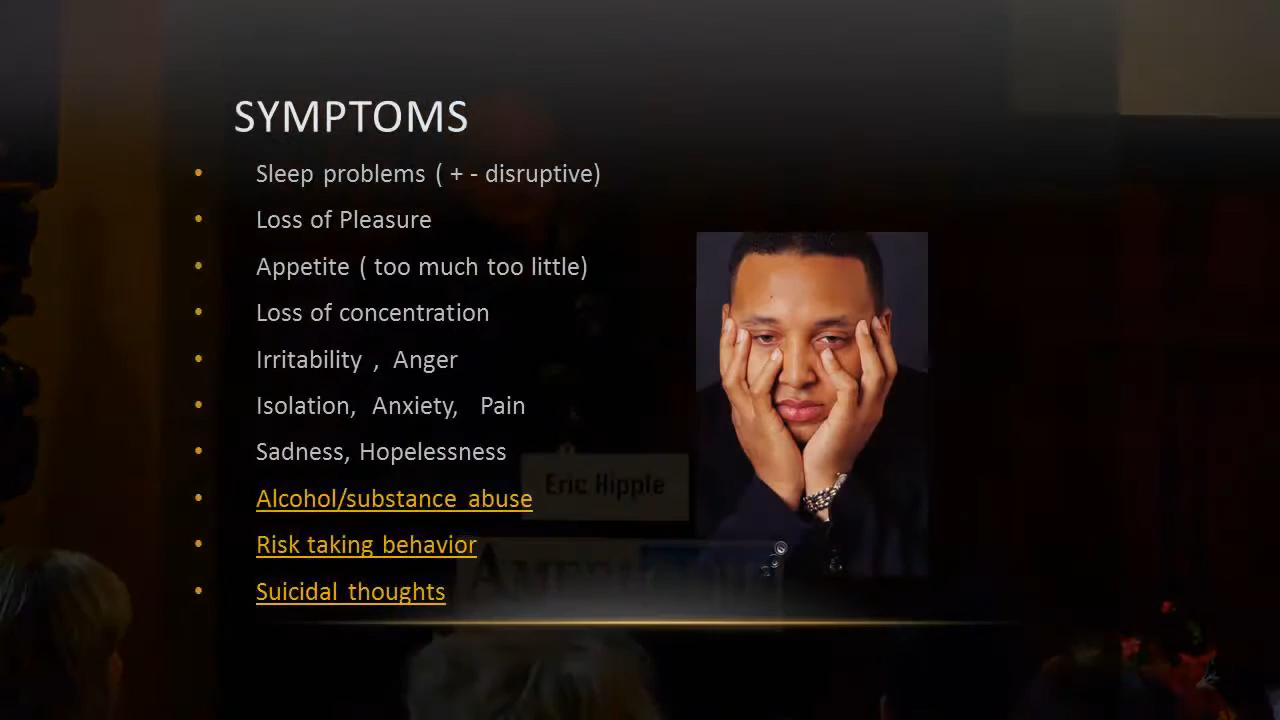 SYMPTOMS
• Sleep problems ( + - disruptive)
• Loss of Pleasure
• Appetite ( too much too little)
• Loss of concentration
• Irritability , Anger
• Isolation, Anxiety, Pain
• Sadness, Hopelessness
Eric Hipple
• Alcohol/substance abuse
• Risk taking behavior
• Suicidal thoughts